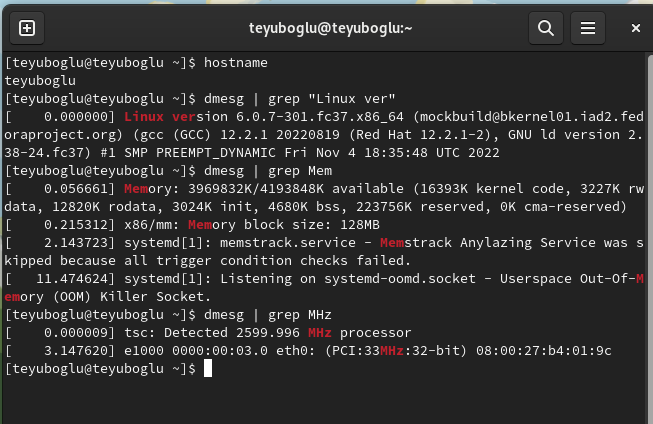 teyuboglu@teyuboglu:~
[teyuboglu@teyuboglu ~]$ hostname
teyuboglu
[teyuboglu@teyuboglu ~]$ dmesg | grep "Linux ver"
[    0.000000] Linux version 6.0.7-301.fc37.x86_64 (mockbuild@bkernel01.iad2.fed
oraproject.org) (gcc (GCC) 12.2.1 20220819 (Red Hat 12.2.1-2), GNU ld version 2.
38-24.fc37) #1 SMP PREEMPT_DYNAMIC Fri Nov 4 18:35:48 UTC 2022
[teyuboglu@teyuboglu ~]$ dmesg | grep Mem
[    0.056661] Memory: 3969832K/4193848K available (16393K kernel code, 3227K rw
data, 12820K rodata, 3024K init, 4680K bss, 223756K reserved, 0K cma-reserved)
[    0.215312] x86/mm: Memory block size: 128MB
[    2.143723] systemd[1]: memstrack.service - Memstrack Anylazing Service was s
kipped because all trigger condition checks failed.
[   11.474624] systemd[1]: Listening on systemd-oomd.socket - Userspace Out-Of-M
emory (OOM) Killer Socket.
[teyuboglu@teyuboglu ~]$ dmesg | grep MHz
[    0.000009] tsc: Detected 2599.996 MHz processor
[    3.147620] e1000 0000:00:03.0 eth0: (PCI:33MHz:32-bit) 08:00:27:b4:01:9c
[teyuboglu@teyuboglu ~]$